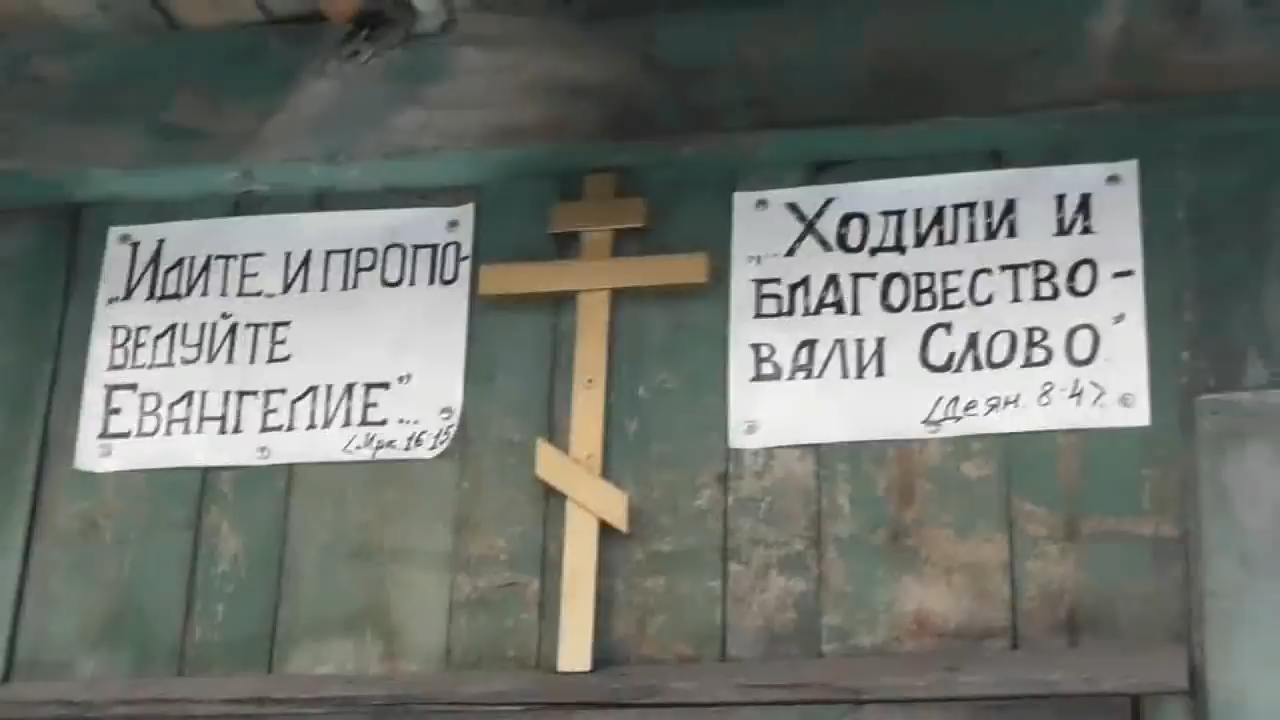 „Идите и пропо-
ведуйте
Евангелие"...
(Мрк. 16-15
„...Ходили и
благовество-
вали Слово"
(Деян. 8-4).